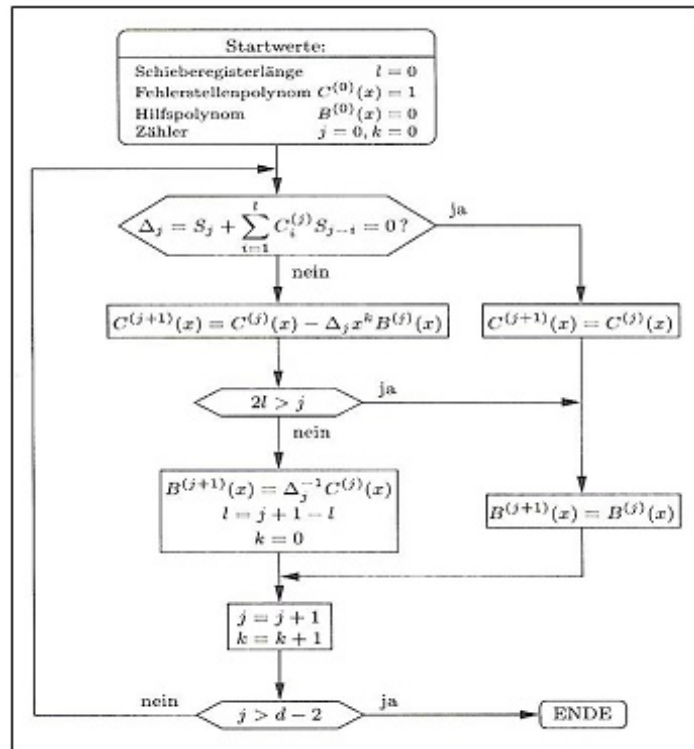 Startwerte:
Schieberegisterlänge l = 0
Fehlerstellenpolynom C^{(0)}(x) = 1
Hilfspolynom B^{(0)}(x) = 0
Zähler j = 0, k = 0
Δ_j = S_j + \sum_{i=1}^{l} C_i^{(j)} S_{j−i} = 0 ?
ja
nein
C^{(j+1)}(x) = C^{(j)}(x) − Δ_j x^k B^{(j)}(x)
C^{(j+1)}(x) = C^{(j)}(x)
2l > j
ja
nein
B^{(j+1)}(x) = Δ_j^{−1} C^{(j)}(x)
l = j + 1 − l
k = 0
B^{(j+1)}(x) = B^{(j)}(x)
j = j + 1
k = k + 1
nein
j > d − 2
ja
ENDE